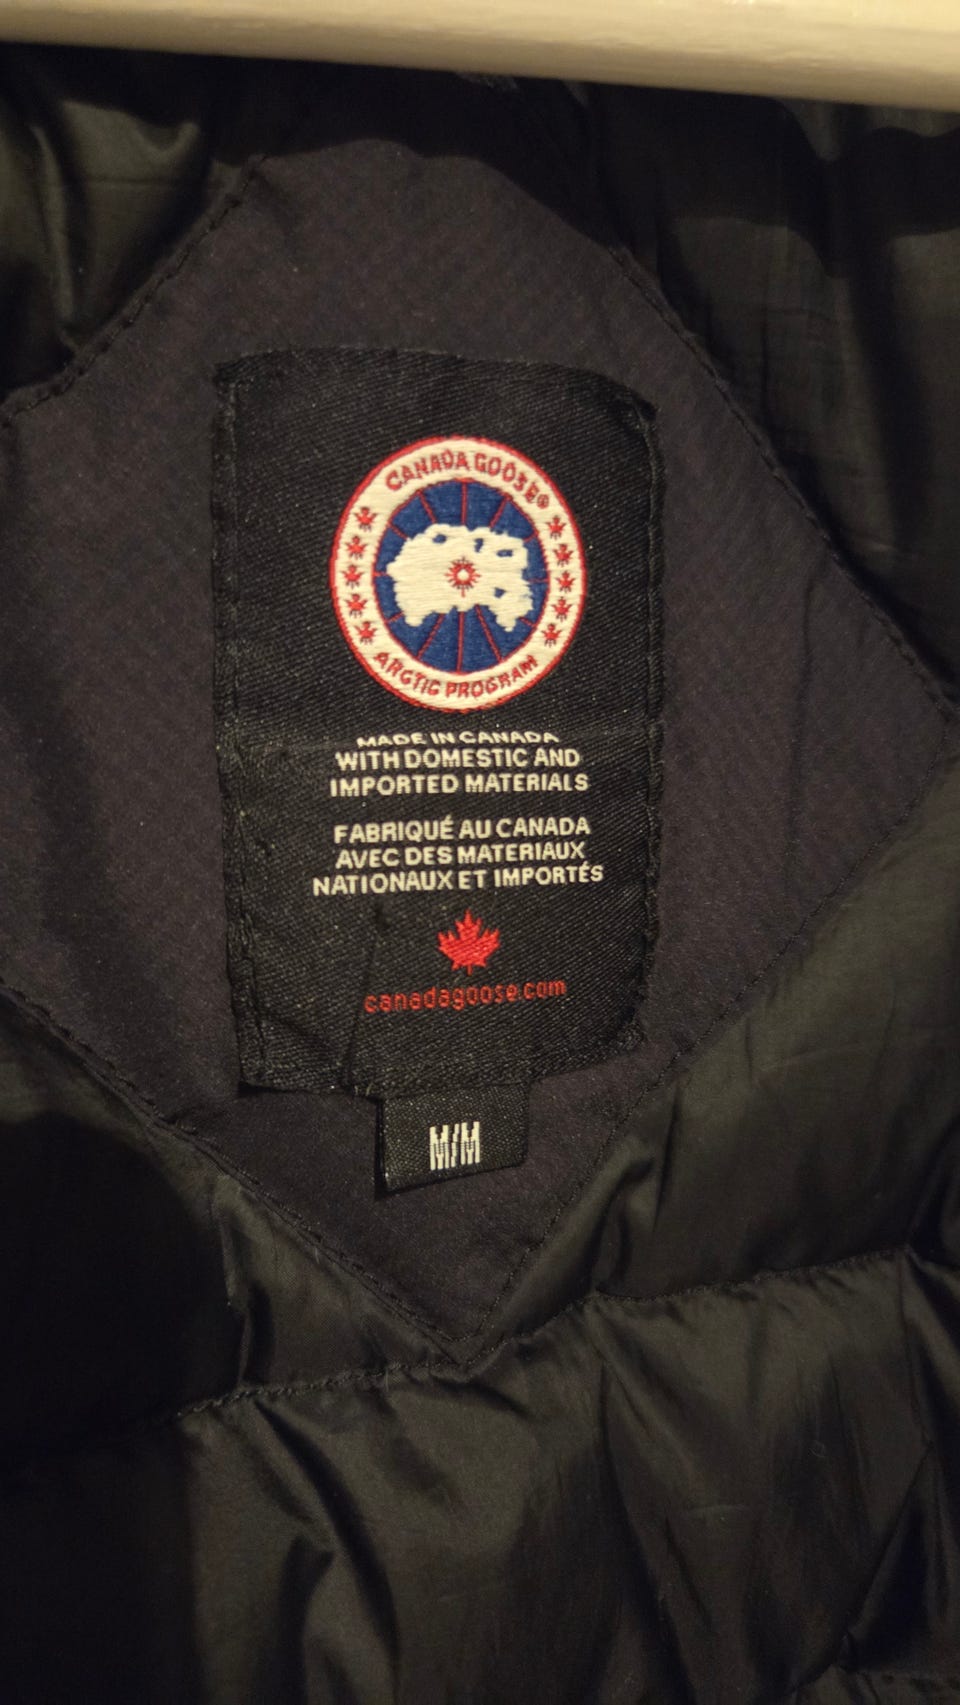 CANADA GOOSE®
ARCTIC PROGRAM
MADE IN CANADA
WITH DOMESTIC AND
IMPORTED MATERIALS
FABRIQUÉ AU CANADA
AVEC DES MATERIAUX
NATIONAUX ET IMPORTÉS
canadagoose.com
M/M